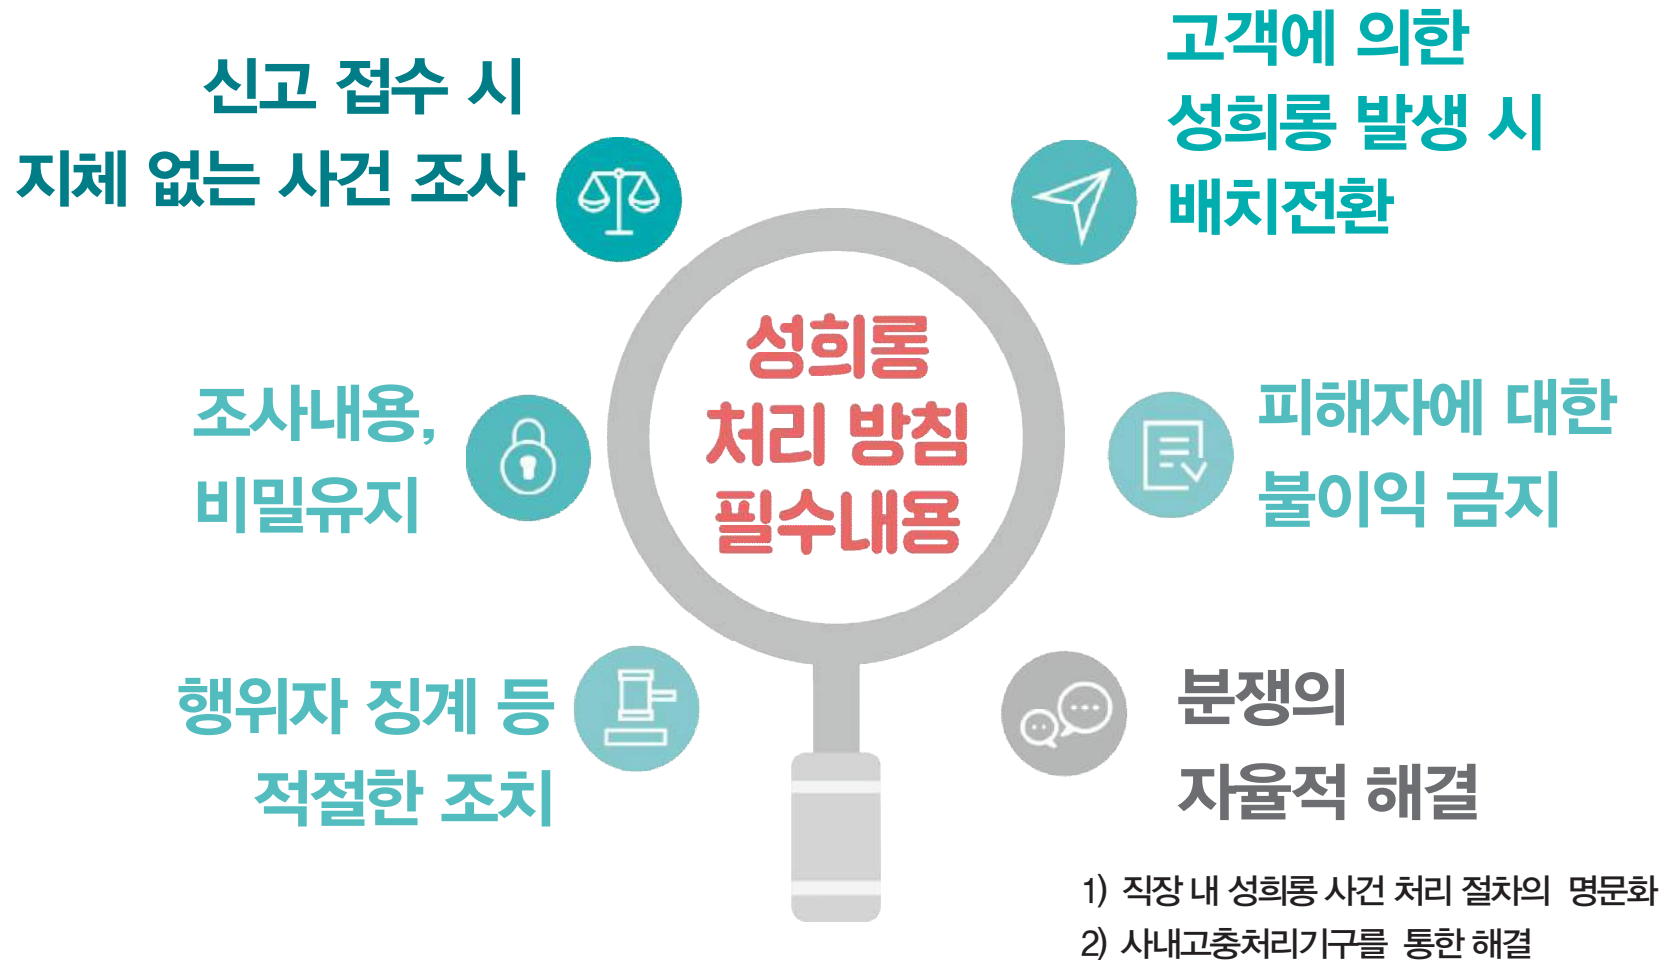 신고 접수 시
지체 없는 사건 조사
고객에 의한
성희롱 발생 시
배치전환
성희롱
처리 방침
필수내용
조사내용,
비밀유지
피해자에 대한
불이익 금지
행위자 징계 등
적절한 조치
분쟁의
자율적 해결
1) 직장 내 성희롱 사건 처리 절차의 명문화
2) 사내고충처리기구를 통한 해결